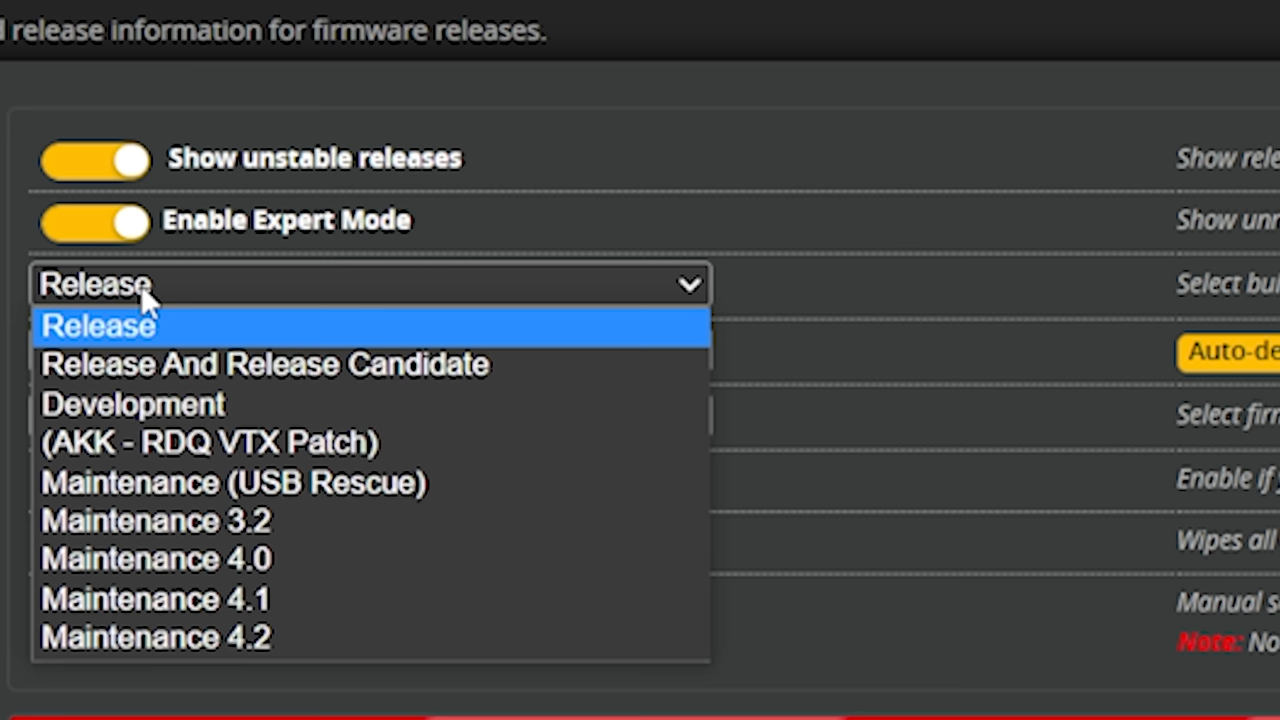 release information for firmware releases.
Show unstable releases
Show rele
Enable Expert Mode
Show unr
Release
Select bui
Release
Release And Release Candidate
Auto-de
Development
Select firm
(AKK - RDQ VTX Patch)
Maintenance (USB Rescue)
Enable if
Maintenance 3.2
Wipes all
Maintenance 4.0
Maintenance 4.1
Manual s
Maintenance 4.2
Note: No